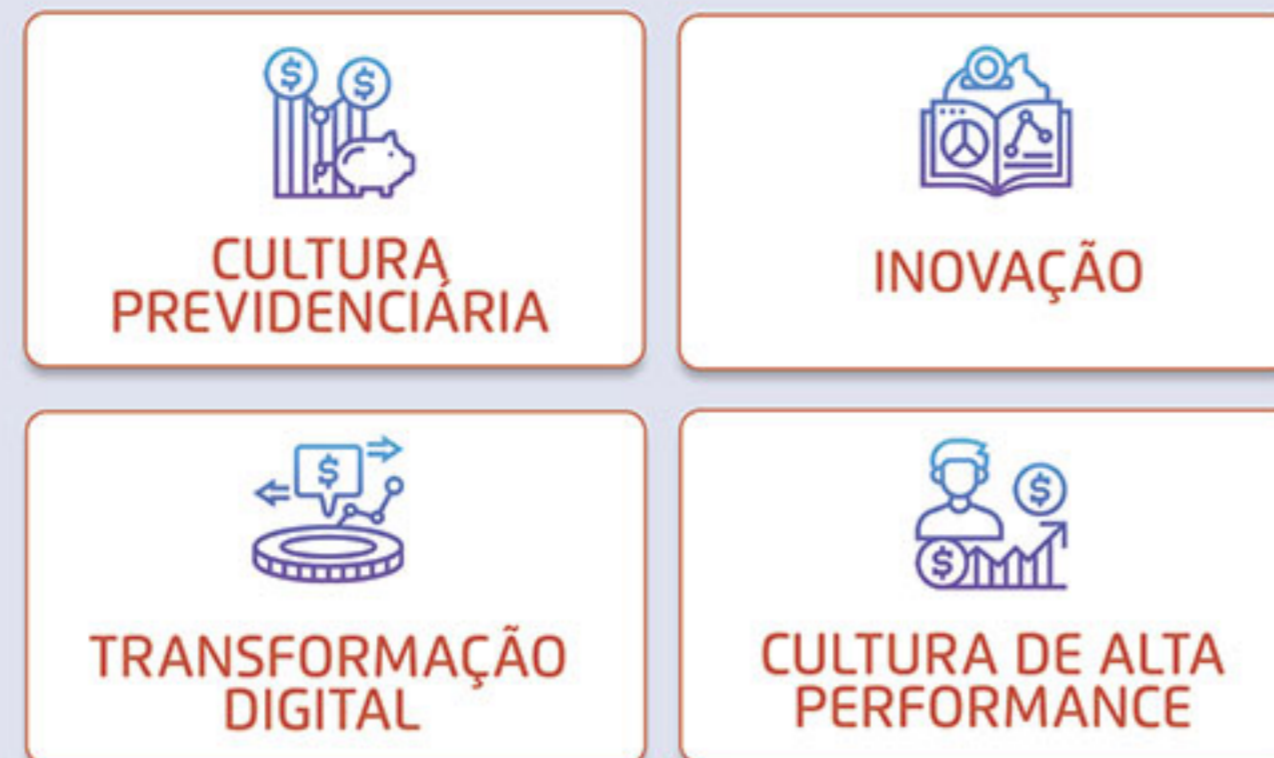 CULTURA
PREVIDENCIÁRIA
INOVAÇÃO
TRANSFORMAÇÃO
DIGITAL
CULTURA DE ALTA
PERFORMANCE